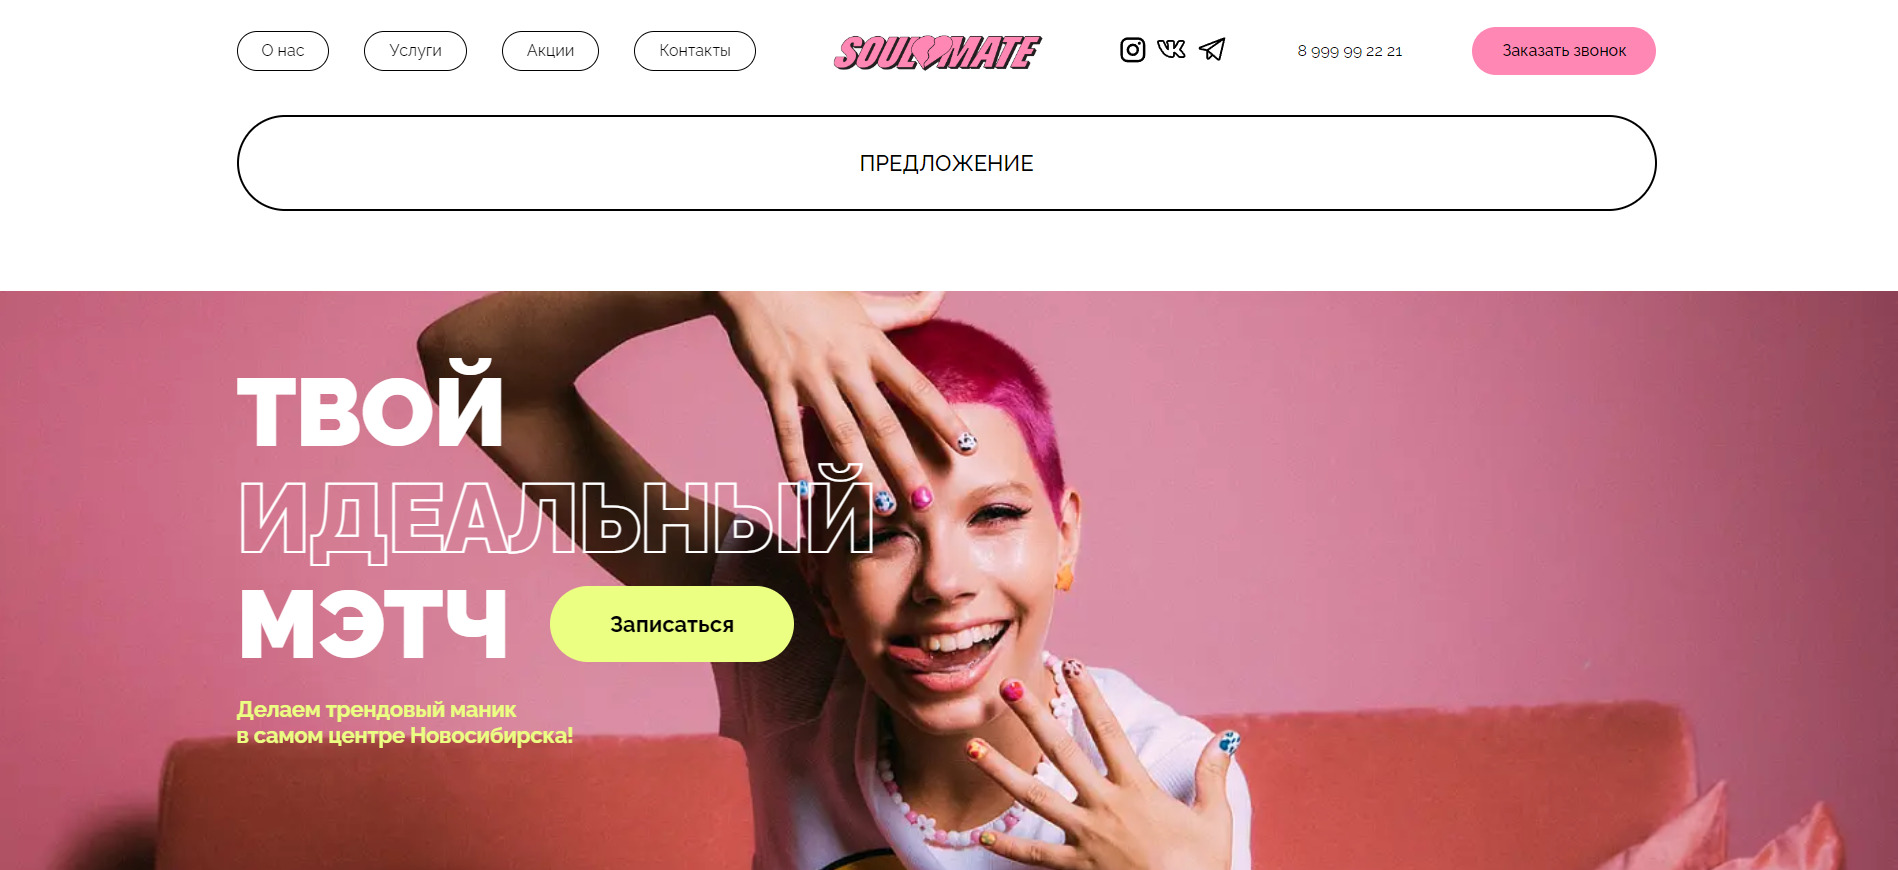 О нас
Услуги
Акции
Контакты
SOULMATE
8 999 99 22 21
Заказать звонок
ПРЕДЛОЖЕНИЕ
ТВОЙ
ИДЕАЛЬНЫЙ
МЭТЧ
Записаться
Делаем трендовый маник
в самом центре Новосибирска!